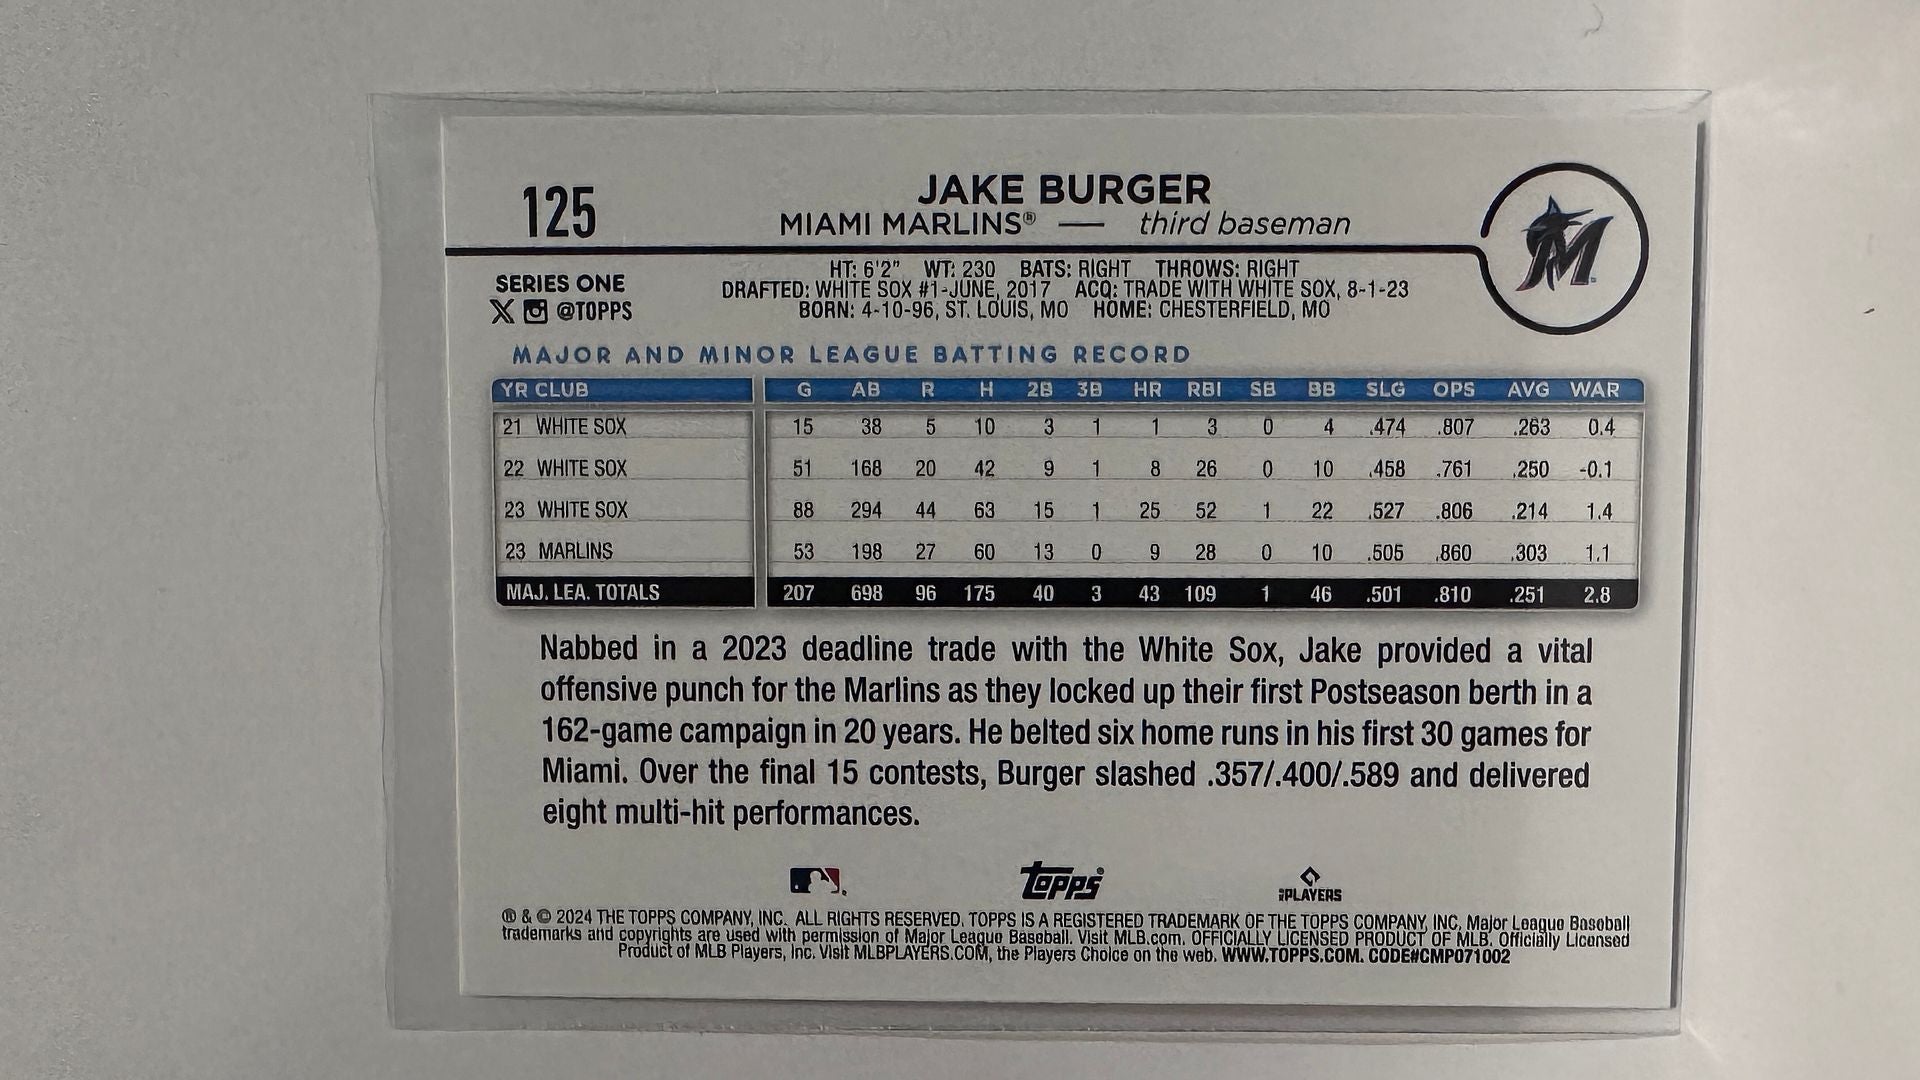 125
JAKE BURGER
MIAMI MARLINS® — third baseman
SERIES ONE
@TOPPS
HT: 6'2" WT: 230 BATS: RIGHT THROWS: RIGHT
DRAFTED: WHITE SOX #1-JUNE, 2017 ACQ: TRADE WITH WHITE SOX, 8-1-23
BORN: 4-10-96, ST. LOUIS, MO HOME: CHESTERFIELD, MO
M
MAJOR AND MINOR LEAGUE BATTING RECORD
YR CLUB G AB R H 2B 3B HR RBI SB BB SLG OPS AVG WAR
21 WHITE SOX 15 38 5 10 3 1 1 3 0 4 .474 .807 .263 0.4
22 WHITE SOX 51 168 20 42 9 1 8 26 0 10 .458 .761 .250 -0.1
23 WHITE SOX 88 294 44 63 15 1 25 52 1 22 .527 .806 .214 1.4
23 MARLINS 53 198 27 60 13 0 9 28 0 10 .505 .860 .303 1.1
MAJ. LEA. TOTALS 207 698 96 175 40 3 43 109 1 46 .501 .810 .251 2.8
Nabbed in a 2023 deadline trade with the White Sox, Jake provided a vital
offensive punch for the Marlins as they locked up their first Postseason berth in a
162-game campaign in 20 years. He belted six home runs in his first 30 games for
Miami. Over the final 15 contests, Burger slashed .357/.400/.589 and delivered
eight multi-hit performances.
Topps
PLAYERS
® & © 2024 THE TOPPS COMPANY, INC. ALL RIGHTS RESERVED. TOPPS IS A REGISTERED TRADEMARK OF THE TOPPS COMPANY, INC. Major League Baseball
trademarks and copyrights are used with permission of Major League Baseball. Visit MLB.com. OFFICIALLY LICENSED PRODUCT OF MLB. Officially Licensed
Product of MLB Players, Inc. Visit MLBPLAYERS.COM, the Players Choice on the web. WWW.TOPPS.COM. CODE#CMP071002